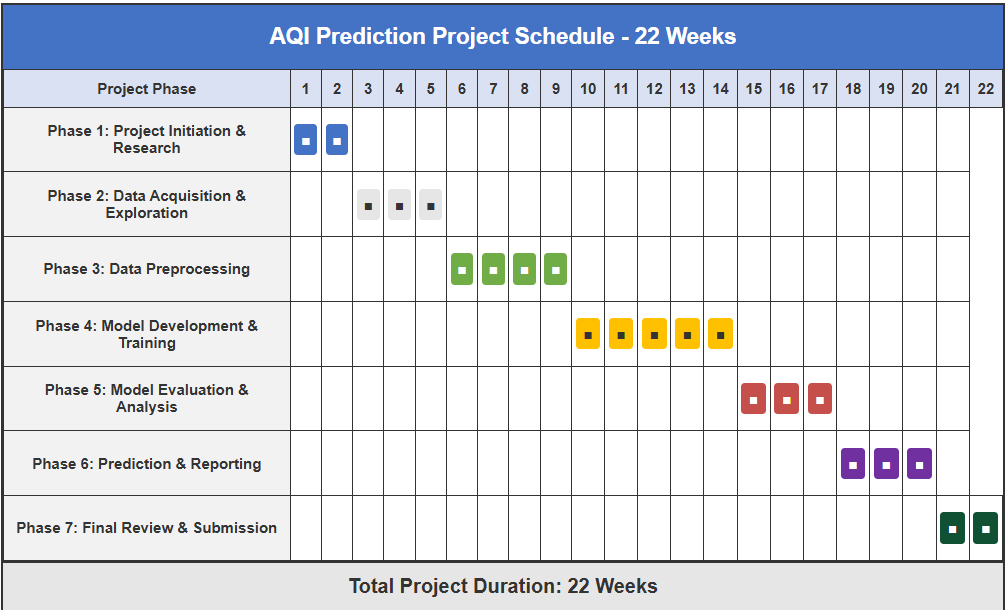 AQI Prediction Project Schedule - 22 Weeks
Project Phase 1 2 3 4 5 6 7 8 9 10 11 12 13 14 15 16 17 18 19 20 21 22
Phase 1: Project Initiation &
Research
■ ■
Phase 2: Data Acquisition &
Exploration
■ ■ ■
Phase 3: Data Preprocessing ■ ■ ■ ■
Phase 4: Model Development &
Training
■ ■ ■ ■ ■
Phase 5: Model Evaluation &
Analysis
■ ■ ■
Phase 6: Prediction & Reporting ■ ■ ■
Phase 7: Final Review & Submission ■ ■
Total Project Duration: 22 Weeks